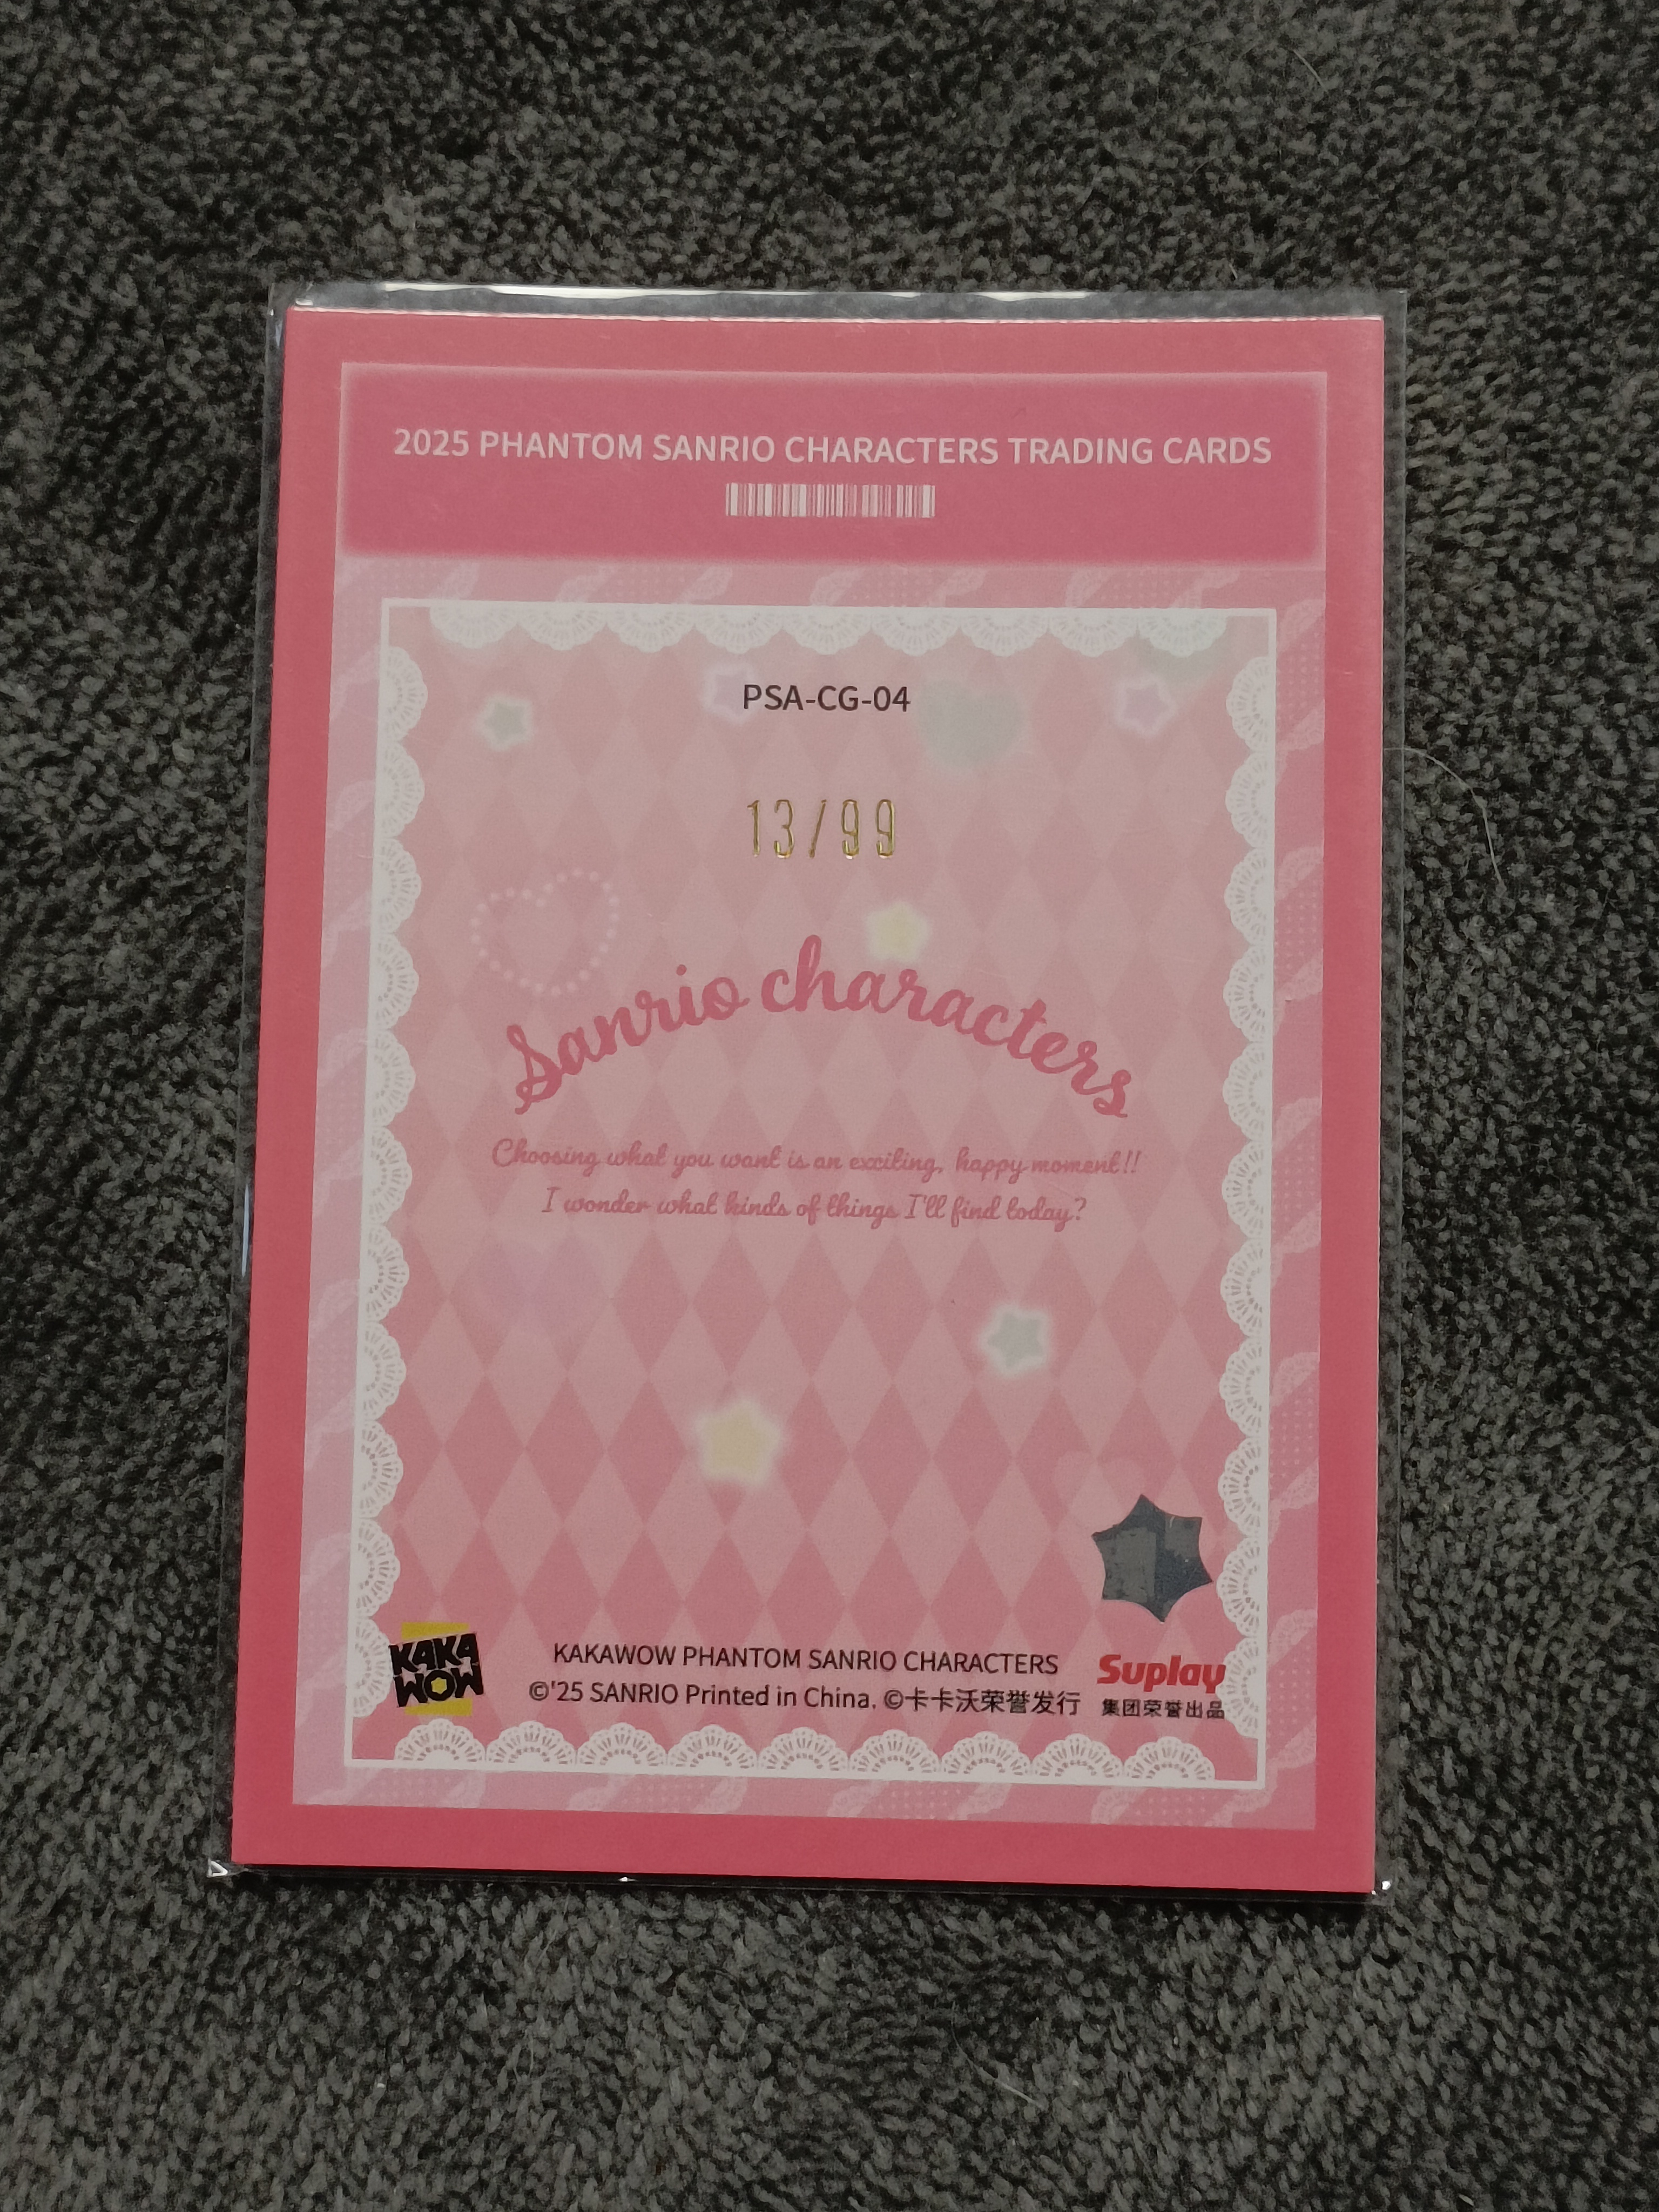 2025 PHANTOM SANRIO CHARACTERS TRADING CARDS
PSA-CG-04
13/99
Sanrio characters
Choosing what you want is an exciting, happy moment!!
I wonder what kinds of things I'll find today?
KAKA
WOW
KAKAWOW PHANTOM SANRIO CHARACTERS
©'25 SANRIO Printed in China. ©卡卡沃荣誉发行
Suplay
集团荣誉出品